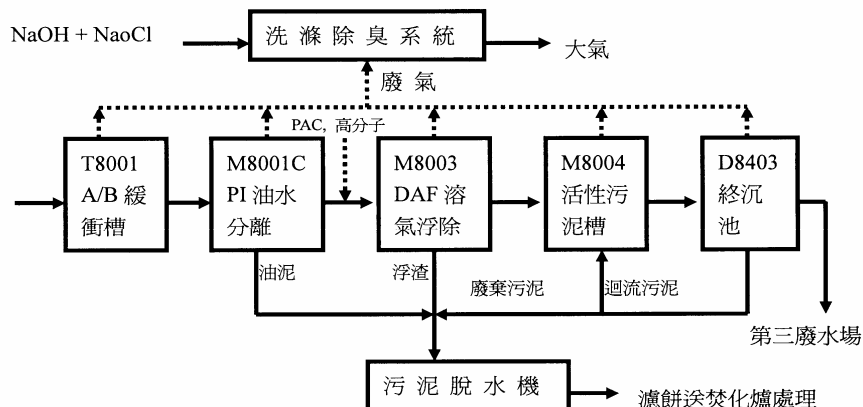 NaOH + NaoCl
洗滌除臭系統
大氣
廢氣
PAC, 高分子
T8001
A/B 緩
衝槽
M8001C
PI 油水
分離
M8003
DAF 溶
氣浮除
M8004
活性污
泥槽
D8403
終沉
池
油泥
浮渣
廢棄污泥
迴流污泥
第三廢水場
污泥脫水機
濾餅送焚化爐處理